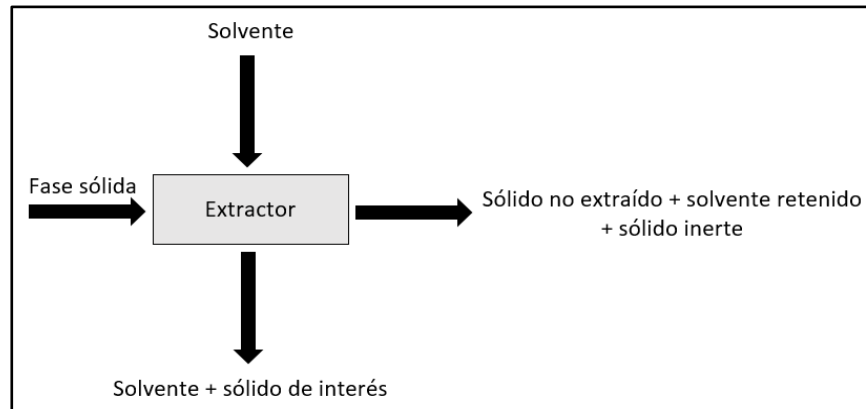 Solvente
Fase sólida
Extractor
Sólido no extraído + solvente retenido
+ sólido inerte
Solvente + sólido de interés